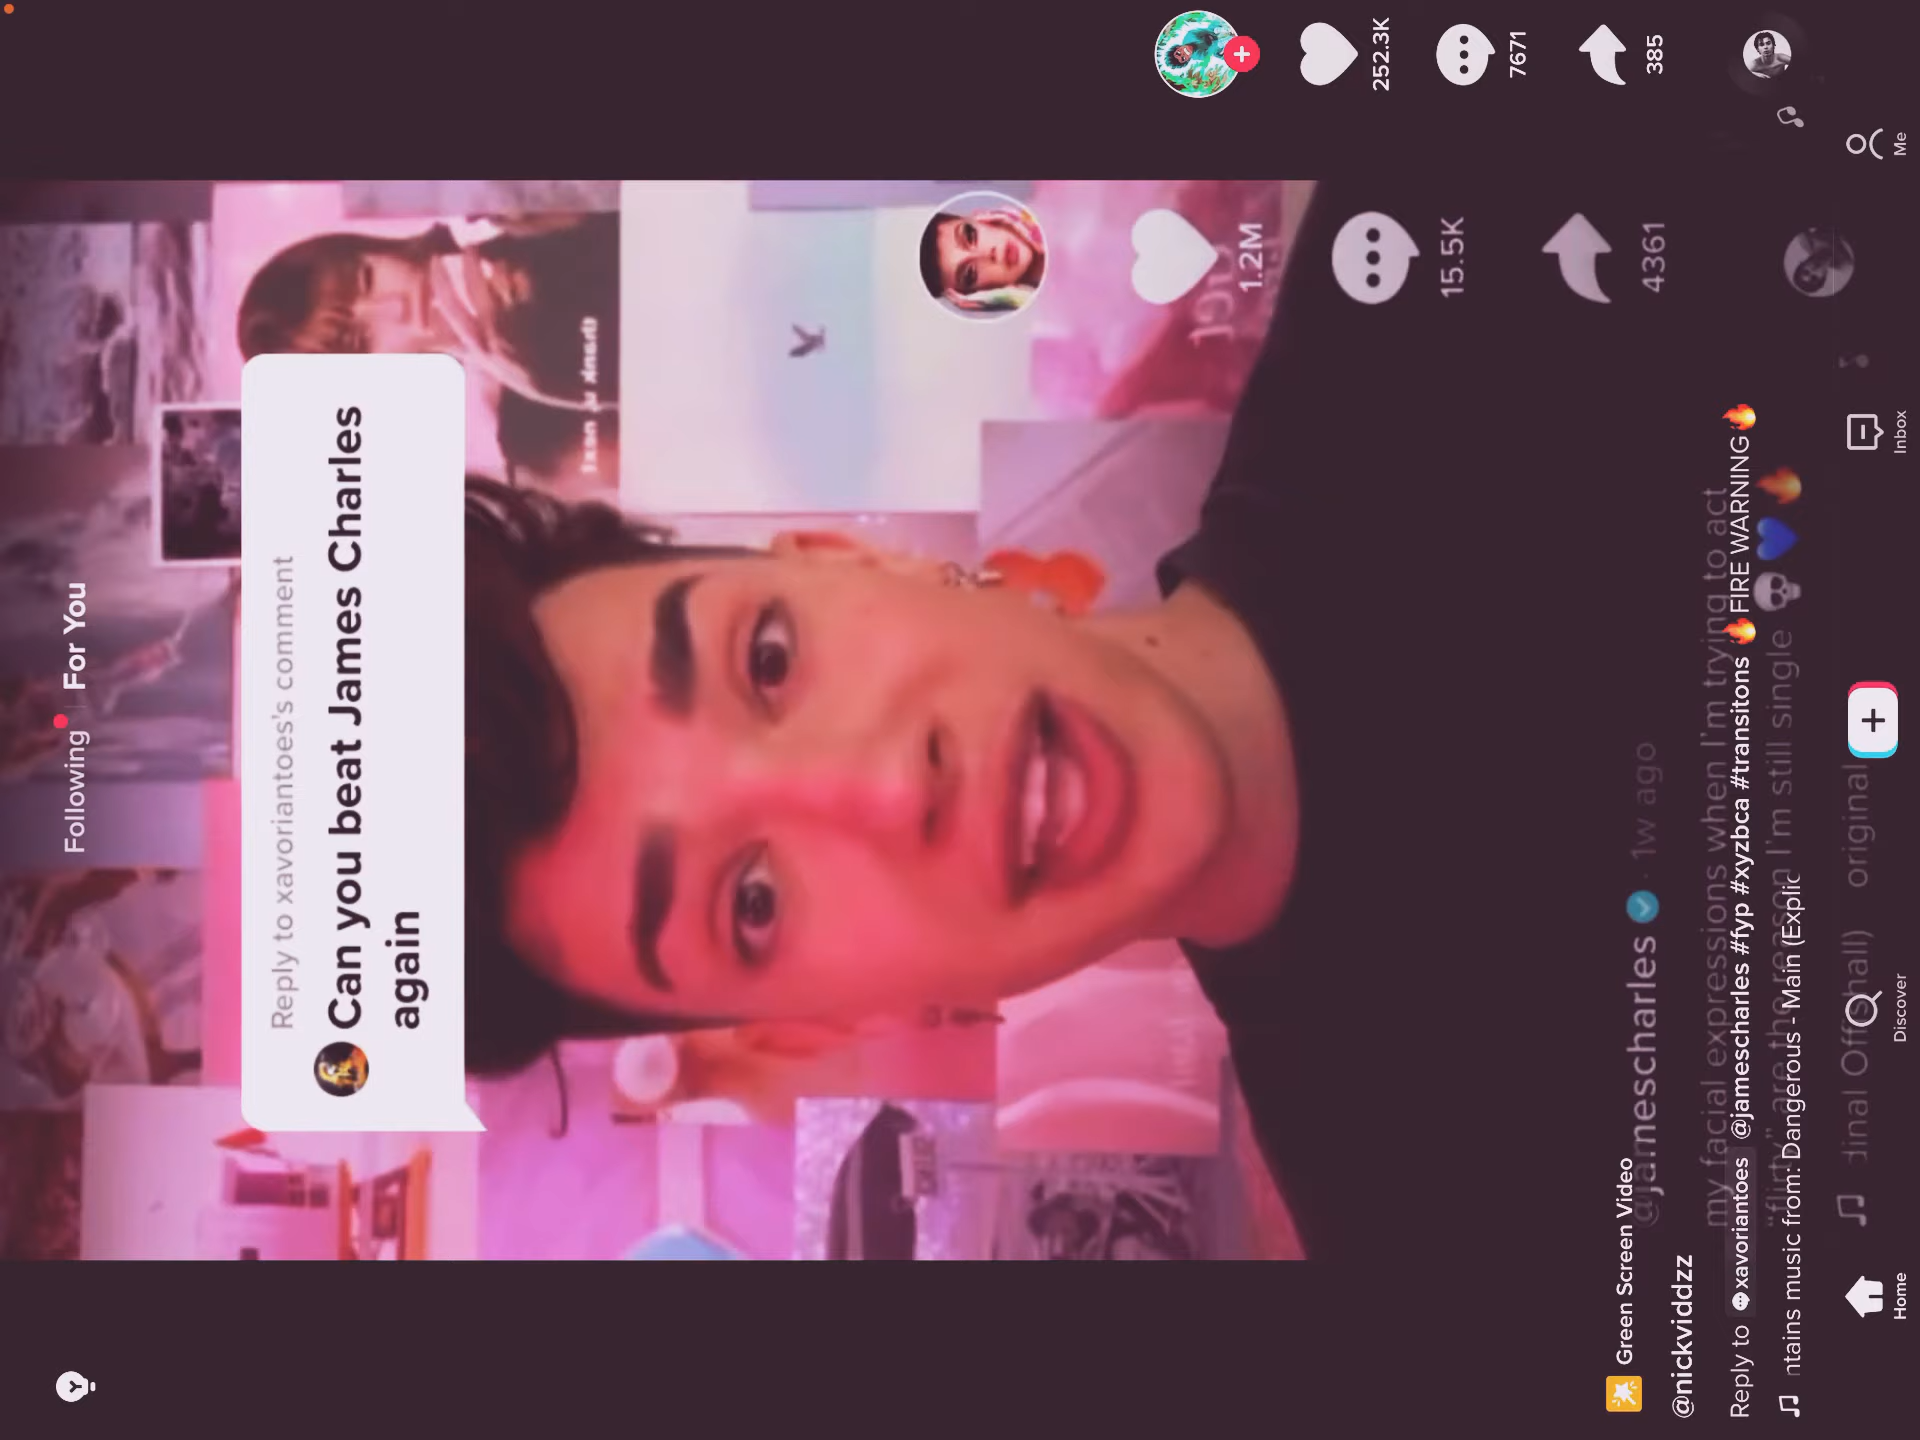 Following
For You
Reply to xavoriantoes's comment
Can you beat James Charles
again
1.2M
15.5K
4361
252.3K
7671
385
@jamescharles · 1w ago
my facial expressions when I'm trying to act
"flirty" are the reason I'm still single 💀 💙 🔥
original
Green Screen Video
@nickviddzz
Reply to 💬 xavoriantoes @jamescharles #fyp #xyzbca #transitons 🔥 FIRE WARNING 🔥
ntains music from: Dangerous - Main (Explic
Home
Discover
Inbox
Me